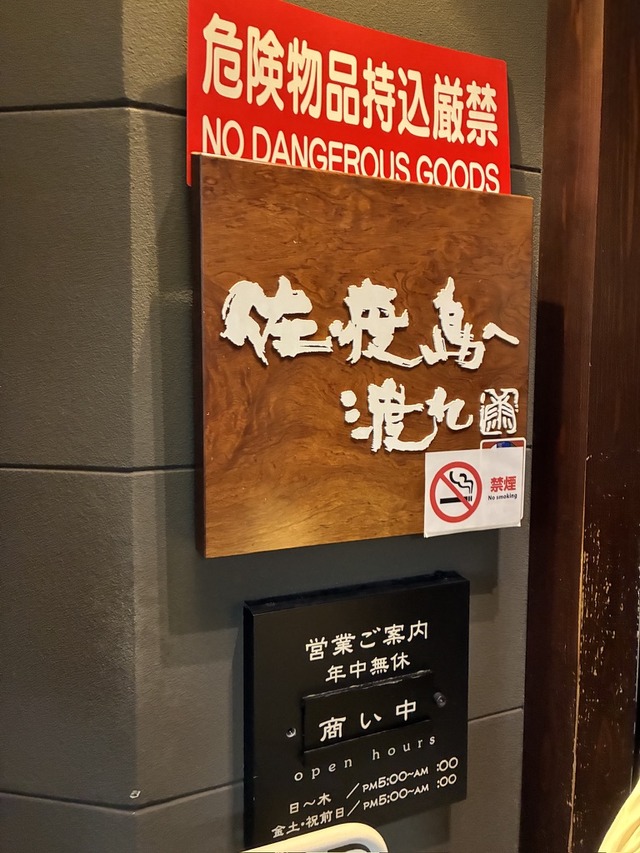 危険物品持込厳禁
NO DANGEROUS GOODS
佐渡島へ
渡れ
禁煙
No smoking
営業ご案内
年中無休
商い中
open hours
日〜木 / PM5:00〜AM :00
金土・祝前日 / PM5:00〜AM :00